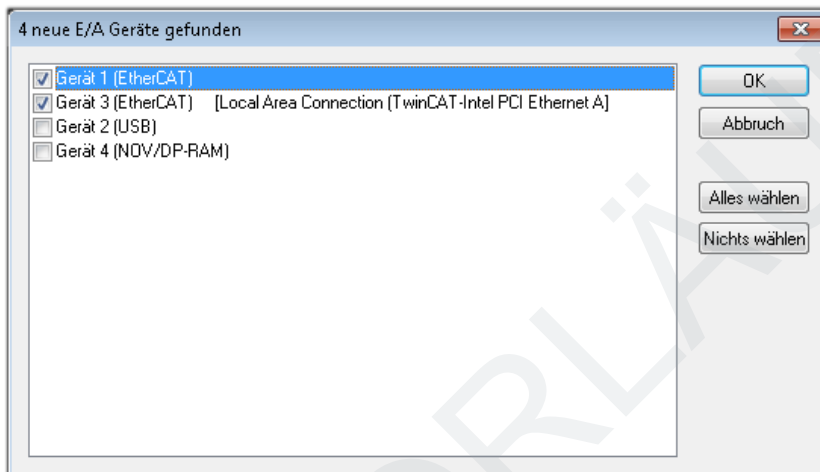 4 neue E/A Geräte gefunden
Gerät 1 (EtherCAT)
Gerät 3 (EtherCAT) [Local Area Connection (TwinCAT-Intel PCI Ethernet A]
Gerät 2 (USB)
Gerät 4 (NOV/DP-RAM)
OK
Abbruch
Alles wählen
Nichts wählen